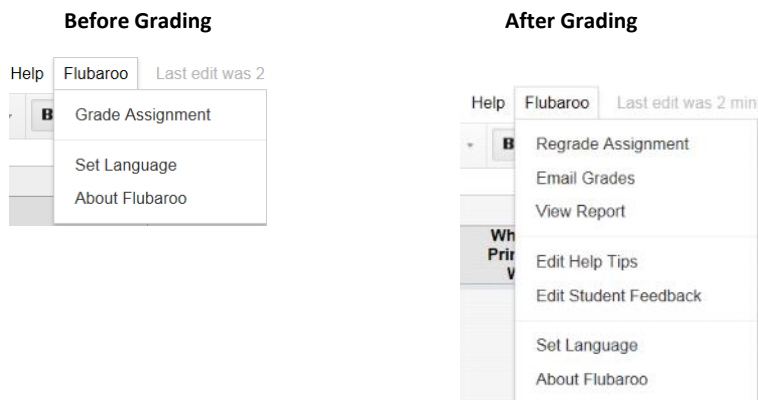 Before Grading
After Grading
Help Flubaroo Last edit was 2
B Grade Assignment
Set Language
About Flubaroo
Help Flubaroo Last edit was 2 min
B Regrade Assignment
Email Grades
View Report
Wh
Prin
W
Edit Help Tips
Edit Student Feedback
Set Language
About Flubaroo